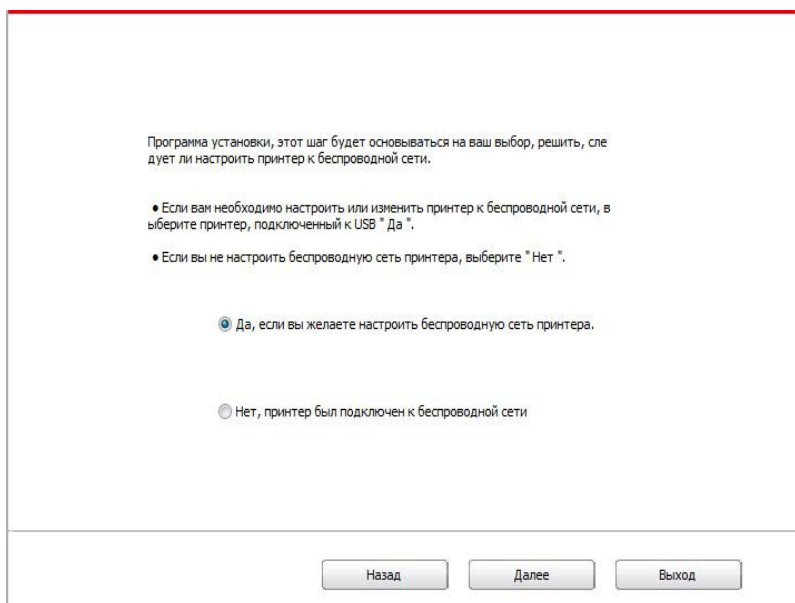 Программа установки, этот шаг будет основываться на ваш выбор, решить, сле
дует ли настроить принтер к беспроводной сети.
● Если вам необходимо настроить или изменить принтер к беспроводной сети, в
ыберите принтер, подключенный к USB " Да ".
● Если вы не настроить беспроводную сеть принтера, выберите " Нет ".
Да, если вы желаете настроить беспроводную сеть принтера.
Нет, принтер был подключен к беспроводной сети
Назад Далее Выход